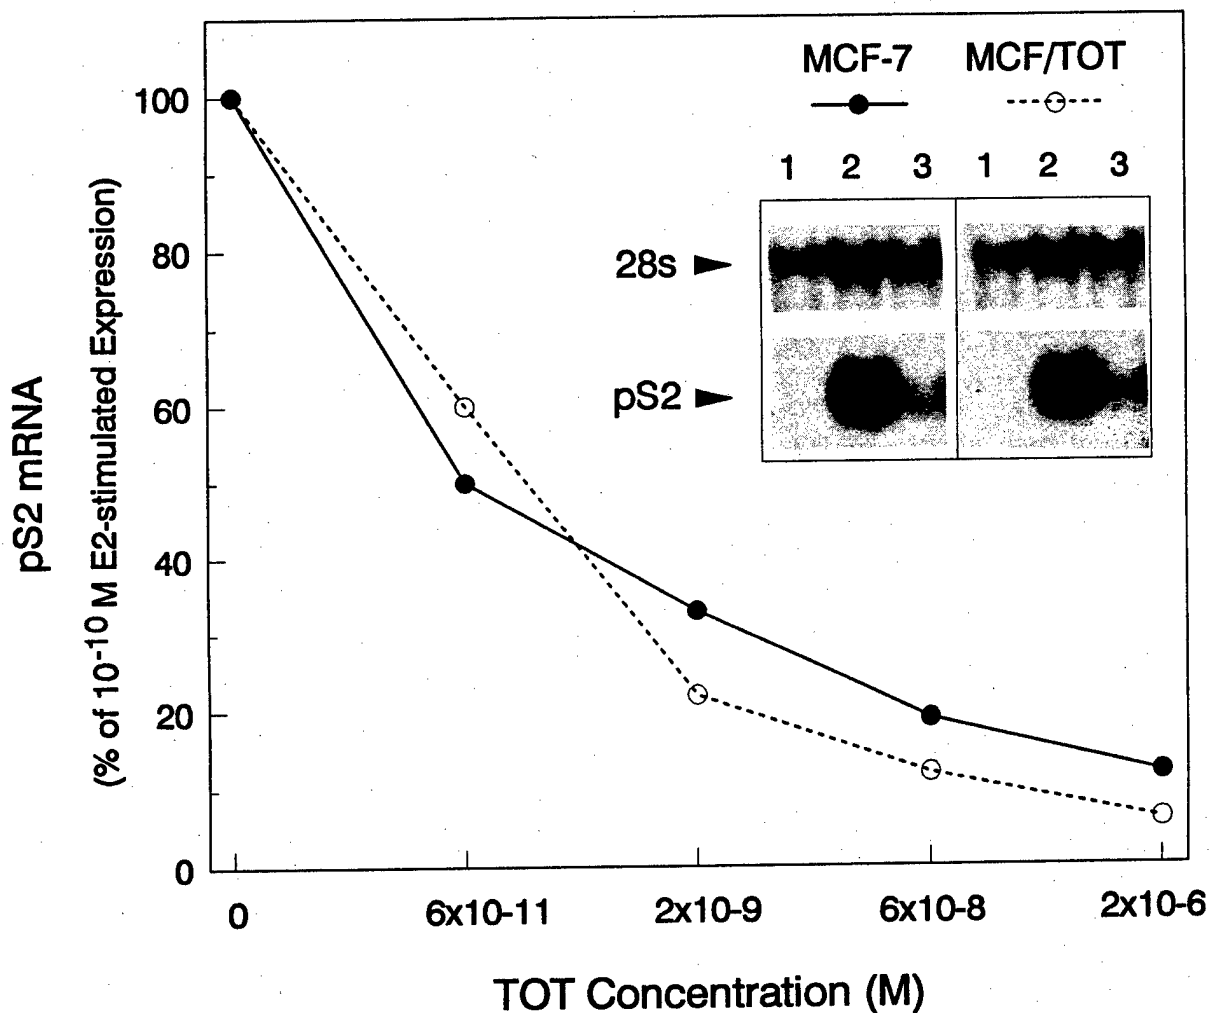 MCF-7 MCF/TOT
1 2 3 1 2 3
28s
pS2
pS2 mRNA
(% of 10-10 M E2-stimulated Expression)
100
80
60
40
20
0
0 6x10-11 2x10-9 6x10-8 2x10-6
TOT Concentration (M)